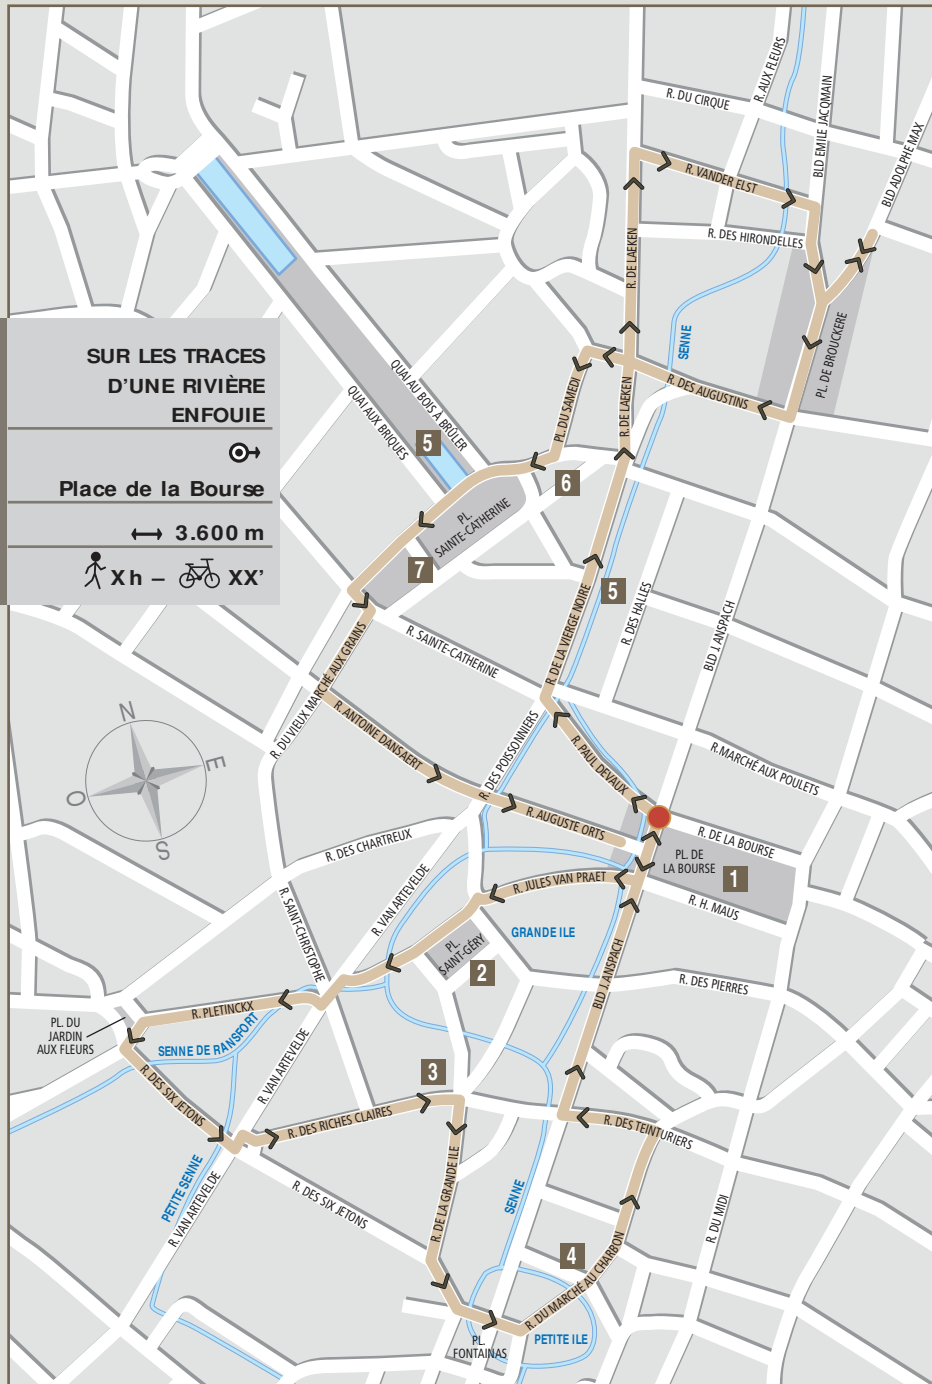 R. DU CIRQUE
R. AUX FLEURS
BLD EMILE JACQMAIN
BLD ADOLPHE MAX
R. VANDER ELST
R. DES HIRONDELLES
R. DE LAEKEN
SENNE
PL. DE BROUCKERE
SUR LES TRACES
D'UNE RIVIÈRE
ENFOUIE
Place de la Bourse
3.600 m
X h – XX'
QUAI AU BOIS À BRÛLER
QUAI AUX BRIQUES
5
PL. DU SAMEDI
R. DE LAEKEN
R. DES AUGUSTINS
6
PL.
SAINTE-CATHERINE
7
5
R. DE LA VIERGE NOIRE
R. DES HALLES
BLD J. ANSPACH
R. SAINTE-CATHERINE
R. DU VIEUX MARCHÉ AUX GRAINS
R. ANTOINE DANSAERT
R. DES POISSONNIERS
R. PAUL DEVAUX
R. MARCHÉ AUX POULETS
N
E
O
S
R. AUGUSTE ORTS
R. DE LA BOURSE
PL. DE
LA BOURSE
1
R. DES CHARTREUX
R. JULES VAN PRAET
R. H. MAUS
R. SAINT-CHRISTOPHE
R. VAN ARTEVELDE
GRANDE ILE
PL.
SAINT-GÉRY
2
BLD J. ANSPACH
R. DES PIERRES
R. PLETINCKX
PL. DU
JARDIN
AUX FLEURS
SENNE DE RANSFORT
R. VAN ARTEVELDE
3
R. DES SIX JETONS
R. DES RICHES CLAIRES
R. DES TEINTURIERS
PETITE SENNE
R. VAN ARTEVELDE
R. DES SIX JETONS
R. DE LA GRANDE ILE
SENNE
R. DU MIDI
4
R. DU MARCHÉ AU CHARBON
PETITE ILE
PL.
FONTAINAS